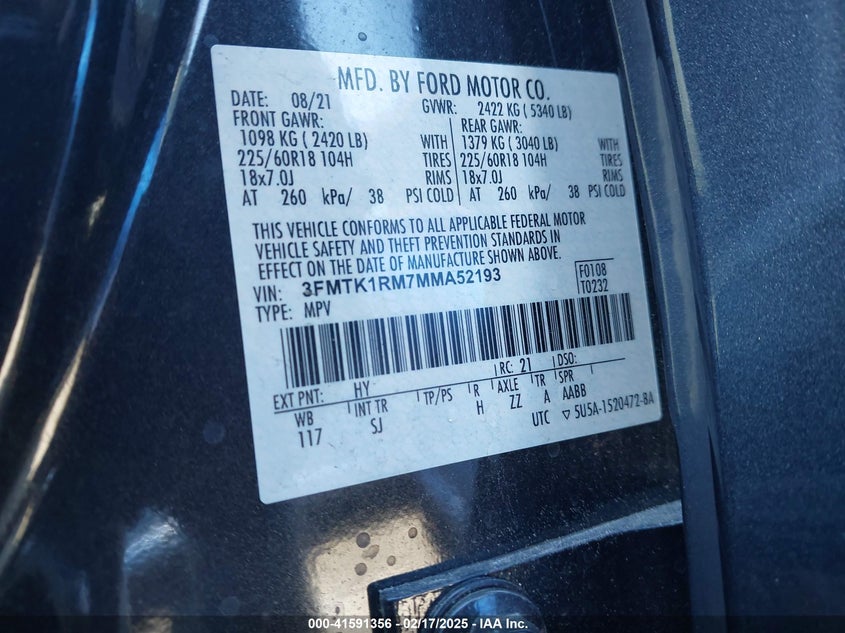 MFD. BY FORD MOTOR CO.
DATE: 08/21 GVWR: 2422 KG ( 5340 LB)
FRONT GAWR: REAR GAWR:
1098 KG ( 2420 LB) WITH 1379 KG ( 3040 LB) WITH
225/60R18 104H TIRES 225/60R18 104H TIRES
18x7.0J RIMS 18x7.0J RIMS
AT 260 kPa/ 38 PSI COLD AT 260 kPa/ 38 PSI COLD
THIS VEHICLE CONFORMS TO ALL APPLICABLE FEDERAL MOTOR
VEHICLE SAFETY AND THEFT PREVENTION STANDARDS IN
EFFECT ON THE DATE OF MANUFACTURE SHOWN ABOVE.
VIN: 3FMTK1RM7MMA52193 F0108
TYPE: MPV T0232
EXT PNT: HY RC: 21 DSO:
WB INT TR TP/PS R AXLE TR SPR
117 SJ H ZZ A AABB
UTC ▽ 5U5A-1520472-BA
000-41591356 — 02/17/2025 — IAA Inc.